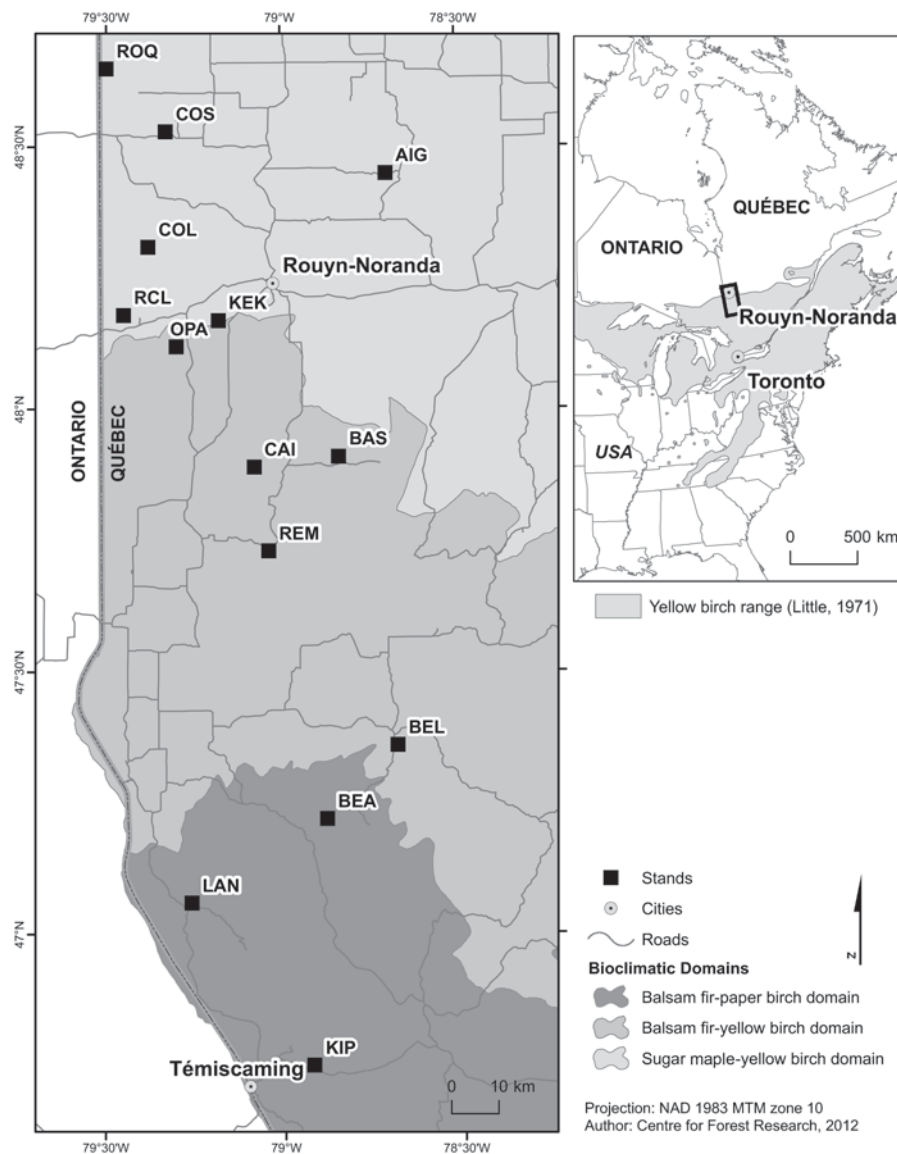 79°30'W
79°W
78°30'W
ROQ
COS
48°30'N
AIG
COL
Rouyn-Noranda
RCL
KEK
OPA
48°N
ONTARIO
QUÉBEC
CAI
BAS
REM
47°30'N
BEL
BEA
LAN
47°N
KIP
Témiscaming
0 10 km
79°30'W
79°W
78°30'W
QUÉBEC
ONTARIO
Rouyn-Noranda
Toronto
USA
0 500 km
Yellow birch range (Little, 1971)
Stands
Cities
Roads
N
Bioclimatic Domains
Balsam fir-paper birch domain
Balsam fir-yellow birch domain
Sugar maple-yellow birch domain
Projection: NAD 1983 MTM zone 10
Author: Centre for Forest Research, 2012